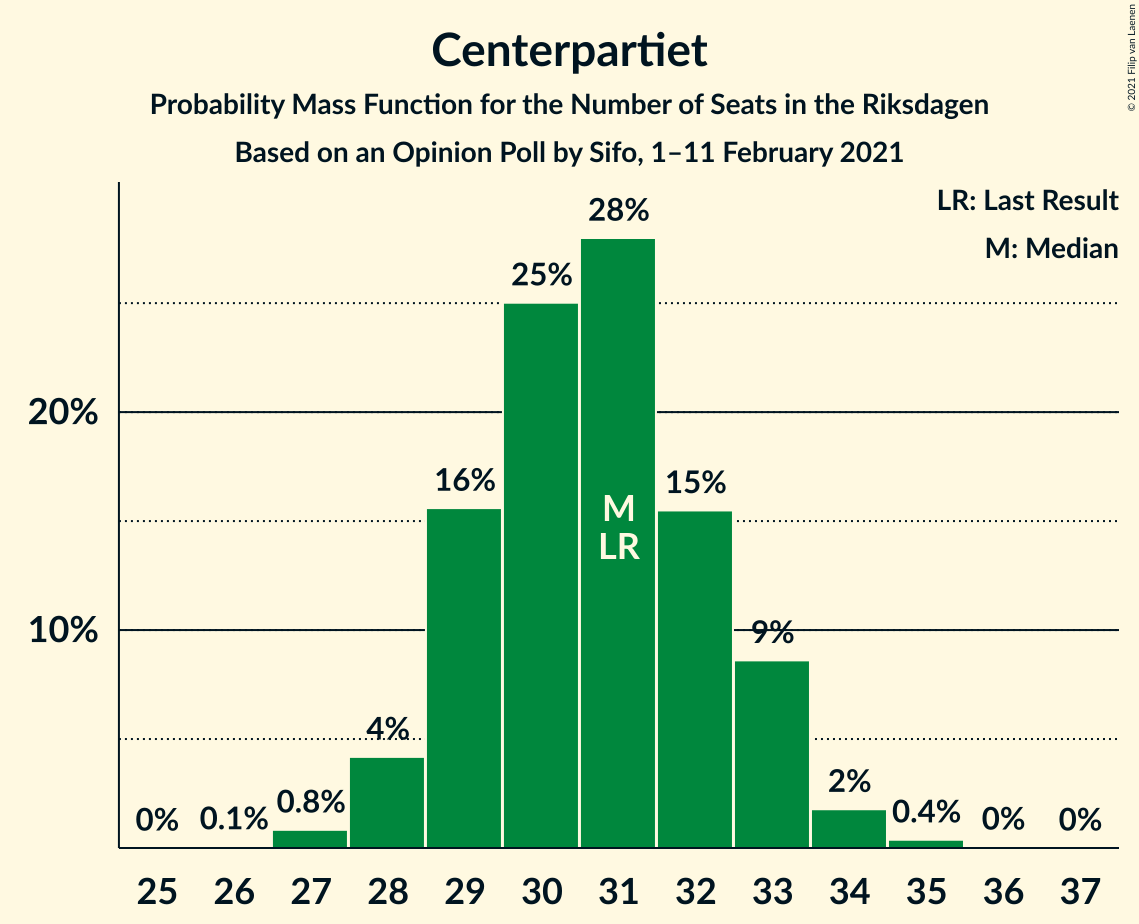 Centerpartiet
Probability Mass Function for the Number of Seats in the Riksdagen
Based on an Opinion Poll by Sifo, 1–11 February 2021
© 2021 Filip van Laenen
LR: Last Result
M: Median
20%
10%
0%
0.1%
0.8%
4%
16%
25%
28%
15%
9%
2%
0.4%
0%
0%
M
LR
25 26 27 28 29 30 31 32 33 34 35 36 37